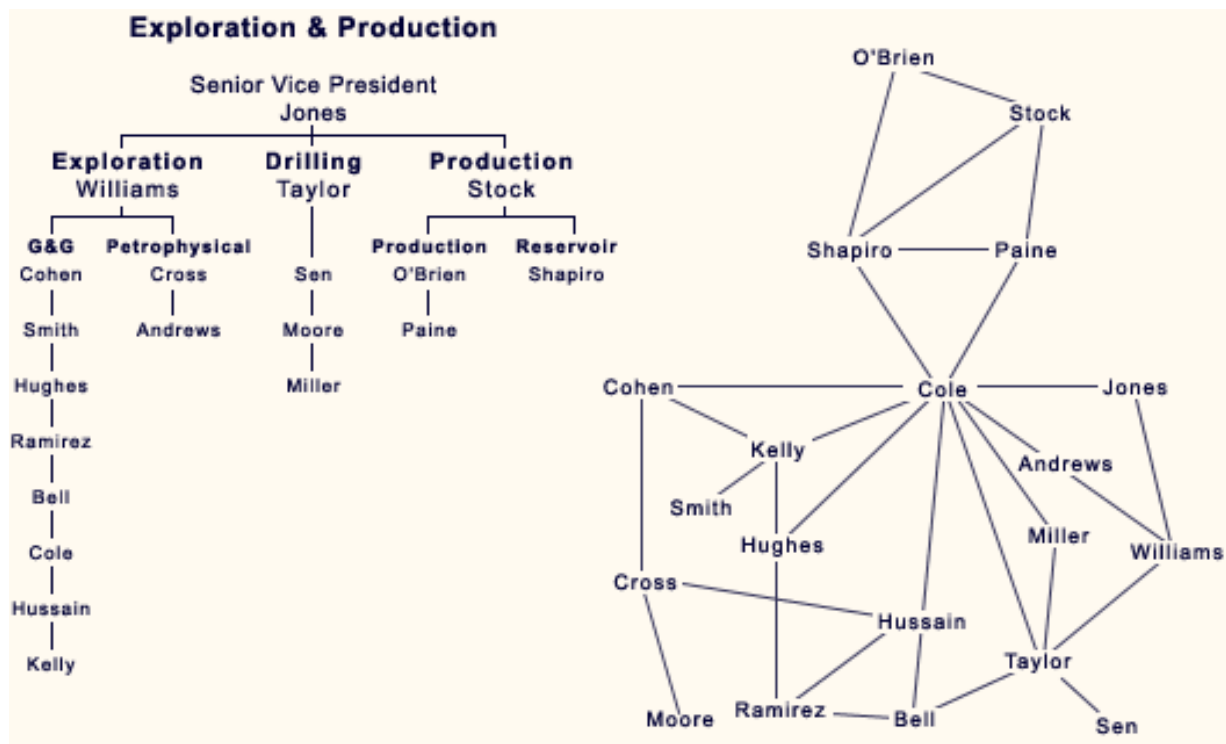 Exploration & Production
Senior Vice President
Jones
Exploration Drilling Production
Williams Taylor Stock
G&G Petrophysical Production Reservoir
Cohen Cross Sen O'Brien Shapiro
Smith Andrews Moore Paine
Hughes Miller
Ramirez
Bell
Cole
Hussain
Kelly
O'Brien
Stock
Shapiro Paine
Cohen Cole Jones
Kelly
Andrews
Smith
Miller
Hughes
Williams
Cross
Hussain
Taylor
Ramirez
Moore
Bell
Sen